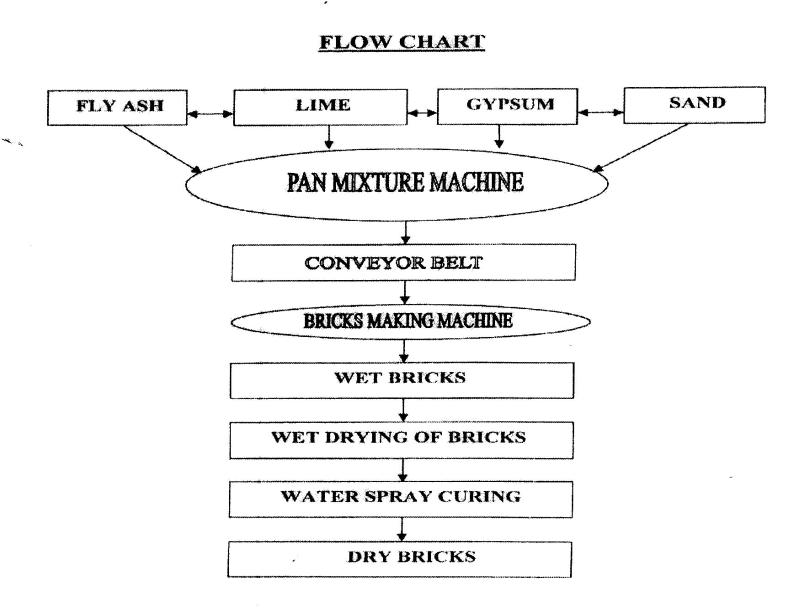 FLOW CHART
FLY ASH
LIME
GYPSUM
SAND
PAN MIXTURE MACHINE
CONVEYOR BELT
BRICKS MAKING MACHINE
WET BRICKS
WET DRYING OF BRICKS
WATER SPRAY CURING
DRY BRICKS